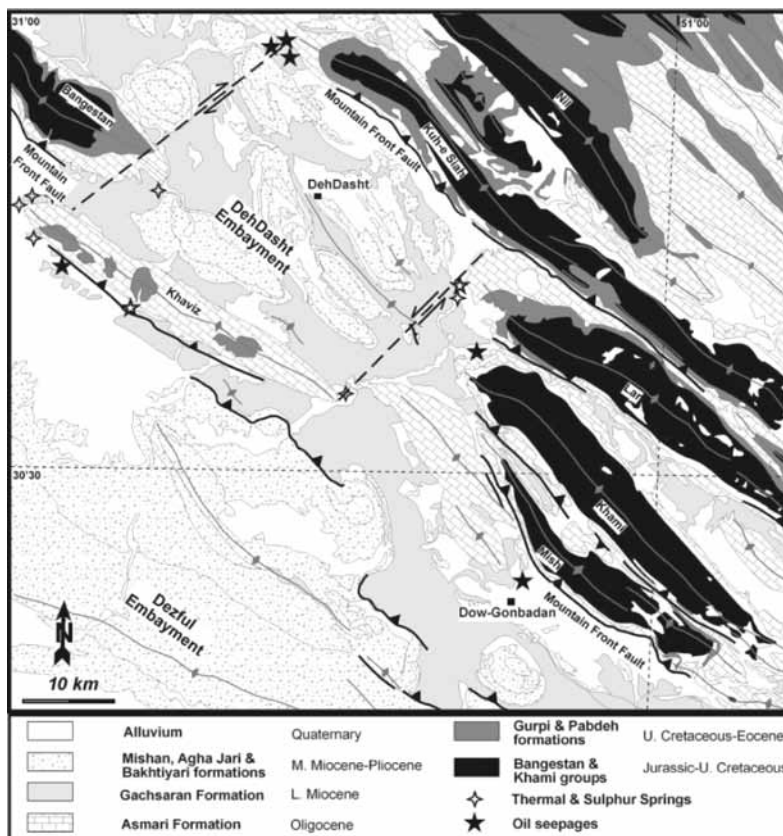 31'00
51'00
Bangestan
Mountain
Front Fault
Mountain Front Fault
Kuh-e Siah
Nil
DehDasht
DehDasht
Embayment
Khaviz
Lar
30'30
Khami
Mish
Dezful
Embayment
Dow-Gonbadan
Mountain Front Fault
N
10 km
Alluvium Quaternary
Mishan, Agha Jari &
Bakhtiyari formations M. Miocene-Pliocene
Gachsaran Formation L. Miocene
Asmari Formation Oligocene
Gurpi & Pabdeh
formations U. Cretaceous-Eocene
Bangestan &
Khami groups Jurassic-U. Cretaceous
Thermal & Sulphur Springs
Oil seepages